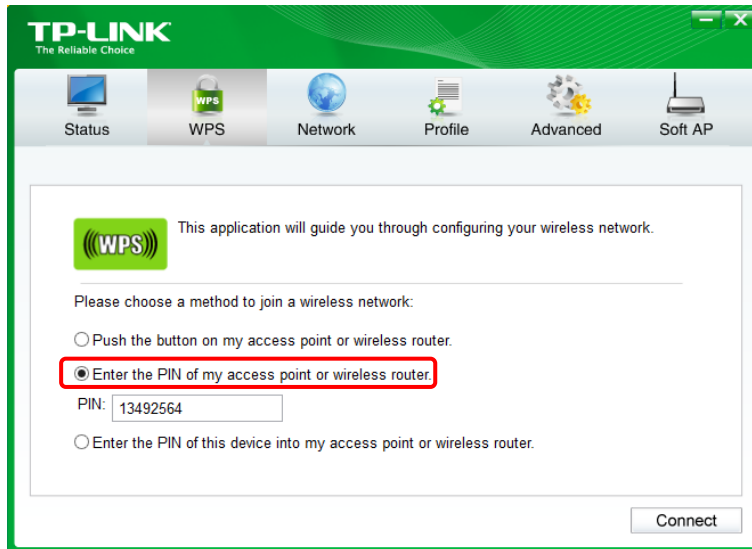 TP-LINK
The Reliable Choice
Status WPS WPS Network Profile Advanced Soft AP
WPS This application will guide you through configuring your wireless network.
Please choose a method to join a wireless network:
Push the button on my access point or wireless router.
Enter the PIN of my access point or wireless router.
PIN: 13492564
Enter the PIN of this device into my access point or wireless router.
Connect